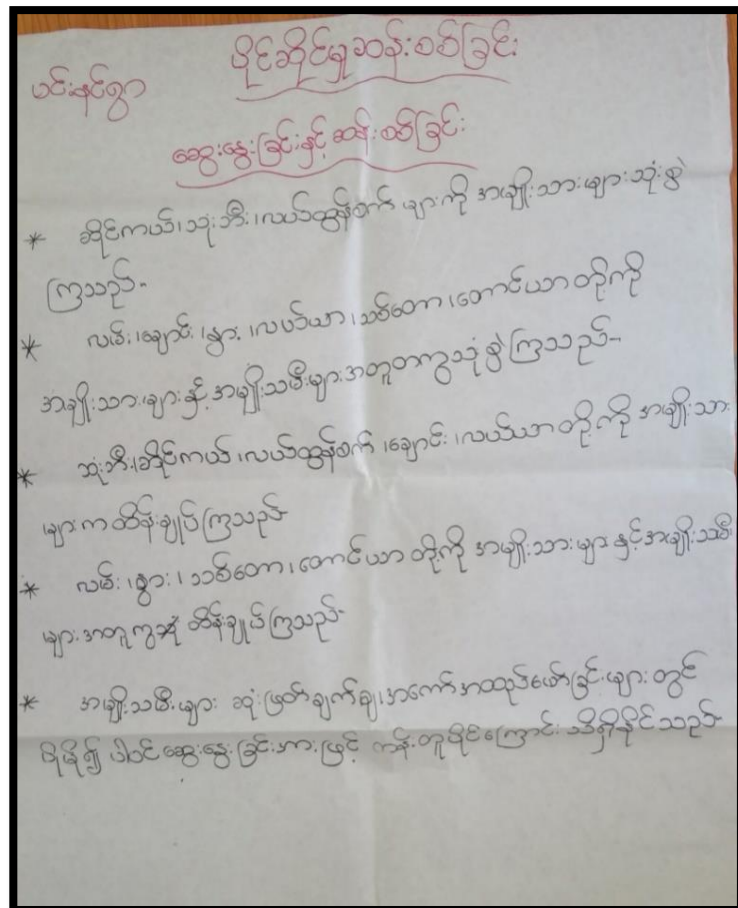 ပိုင်ဆိုင်မှုဆန်းစစ်ခြင်း
ပင်းနင်ရွာ
ဆွေးနွေးခြင်းနှင့်ဆန်းစစ်ခြင်း
* ဆိုင်ကယ်၊သုံးဘီး၊လယ်ထွန်စက် များကို အမျိုးသားများသုံးစွဲ
ကြသည်။
* လမ်း၊ချောင်း၊နွား၊လယ်ယာ၊သစ်တော၊တောင်ယာတို့ကို
အမျိုးသားများနှင့်အမျိုးသမီးများအတူတကွသုံးစွဲကြသည်။
* သုံးဘီး၊ဆိုင်ကယ်၊လယ်ထွန်စက်၊ချောင်း၊လယ်ယာတို့ကို အမျိုးသား
များကထိန်းချုပ်ကြသည်
* လမ်း၊နွား၊သစ်တော၊တောင်ယာတို့ကို အမျိုးသားများနှင့်အမျိုးသမီး
များအတူကွ ထိန်းချုပ်ကြသည်။
* အမျိုးသမီးများ ဆုံးဖြတ်ချက်ချ၊အကောင်အထည်ဖော်ခြင်းများတွင်
ပိုမို၍ ပါဝင်ဆွေးနွေးခြင်းအားဖြင့် တန်းတူပိုင်ကြောင်း သိရှိနိုင်သည်။